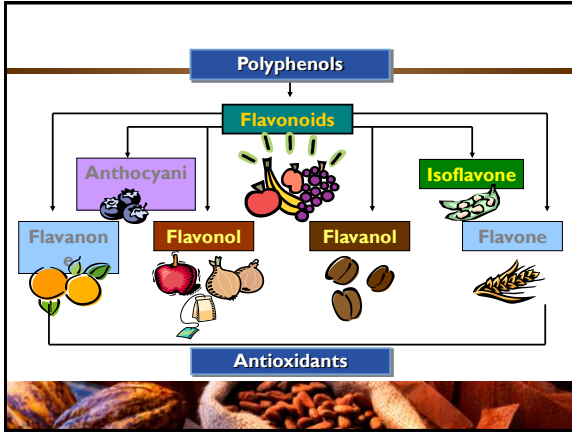 Polyphenols
Flavonoids
Anthocyani
Isoflavone
Flavanon
e
Flavonol
Flavanol
Flavone
Antioxidants